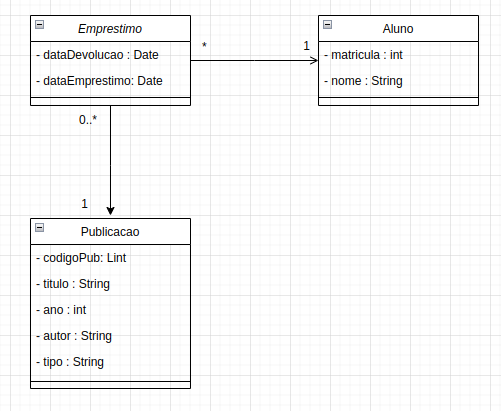 Emprestimo
- dataDevolucao : Date
- dataEmprestimo: Date
*
1
Aluno
- matricula : int
- nome : String
0..*
1
Publicacao
- codigoPub: Lint
- titulo : String
- ano : int
- autor : String
- tipo : String